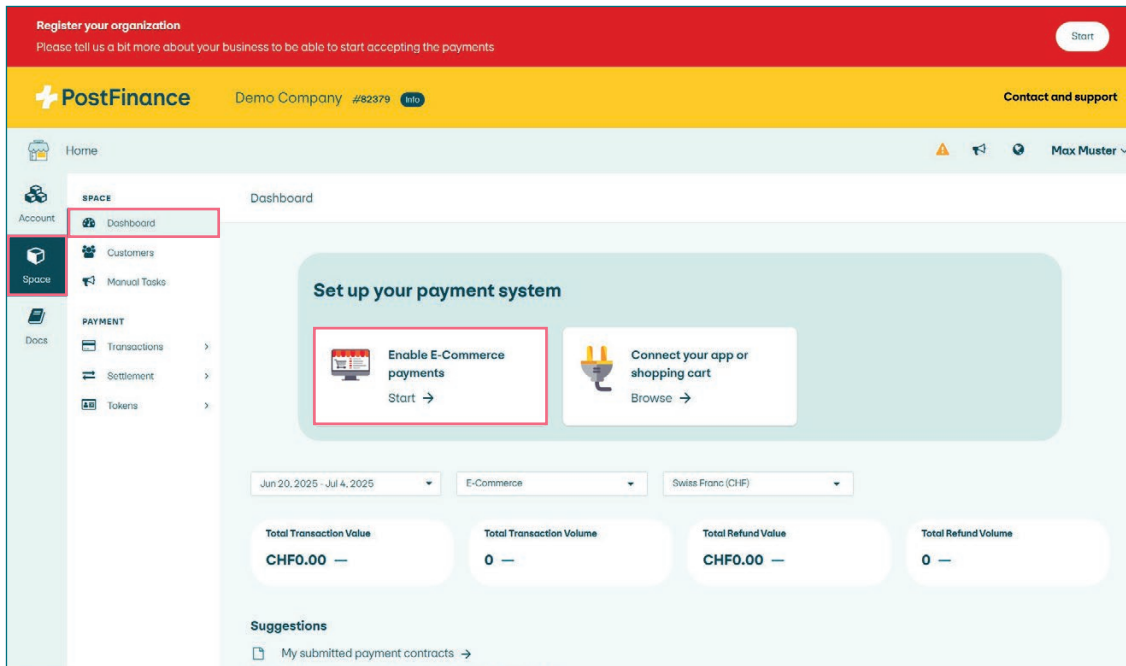 Register your organization
Please tell us a bit more about your business to be able to start accepting the payments
Start
PostFinance
Demo Company #82379 Info
Contact and support
Home
Max Muster
Account
Space
Docs
SPACE
Dashboard
Customers
Manual Tasks
PAYMENT
Transactions
Settlement
Tokens
Dashboard
Set up your payment system
Enable E-Commerce
payments
Start →
Connect your app or
shopping cart
Browse →
Jun 20, 2025 - Jul 4, 2025
E-Commerce
Swiss Franc (CHF)
Total Transaction Value
CHF0.00 —
Total Transaction Volume
0 —
Total Refund Value
CHF0.00 —
Total Refund Volume
0 —
Suggestions
My submitted payment contracts →